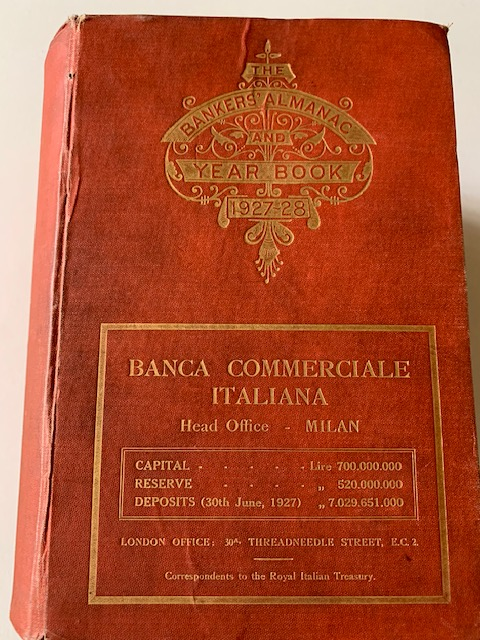 THE
BANKERS' ALMANAC
AND
YEAR BOOK
1927-28
BANCA COMMERCIALE
ITALIANA
Head Office - MILAN
CAPITAL - . . . . - Lire 700.000.000
RESERVE . . . . „ 520.000.000
DEPOSITS (30th June, 1927) „ 7.029.651.000
LONDON OFFICE: 30A, THREADNEEDLE STREET, E.C. 2.
Correspondents to the Royal Italian Treasury.